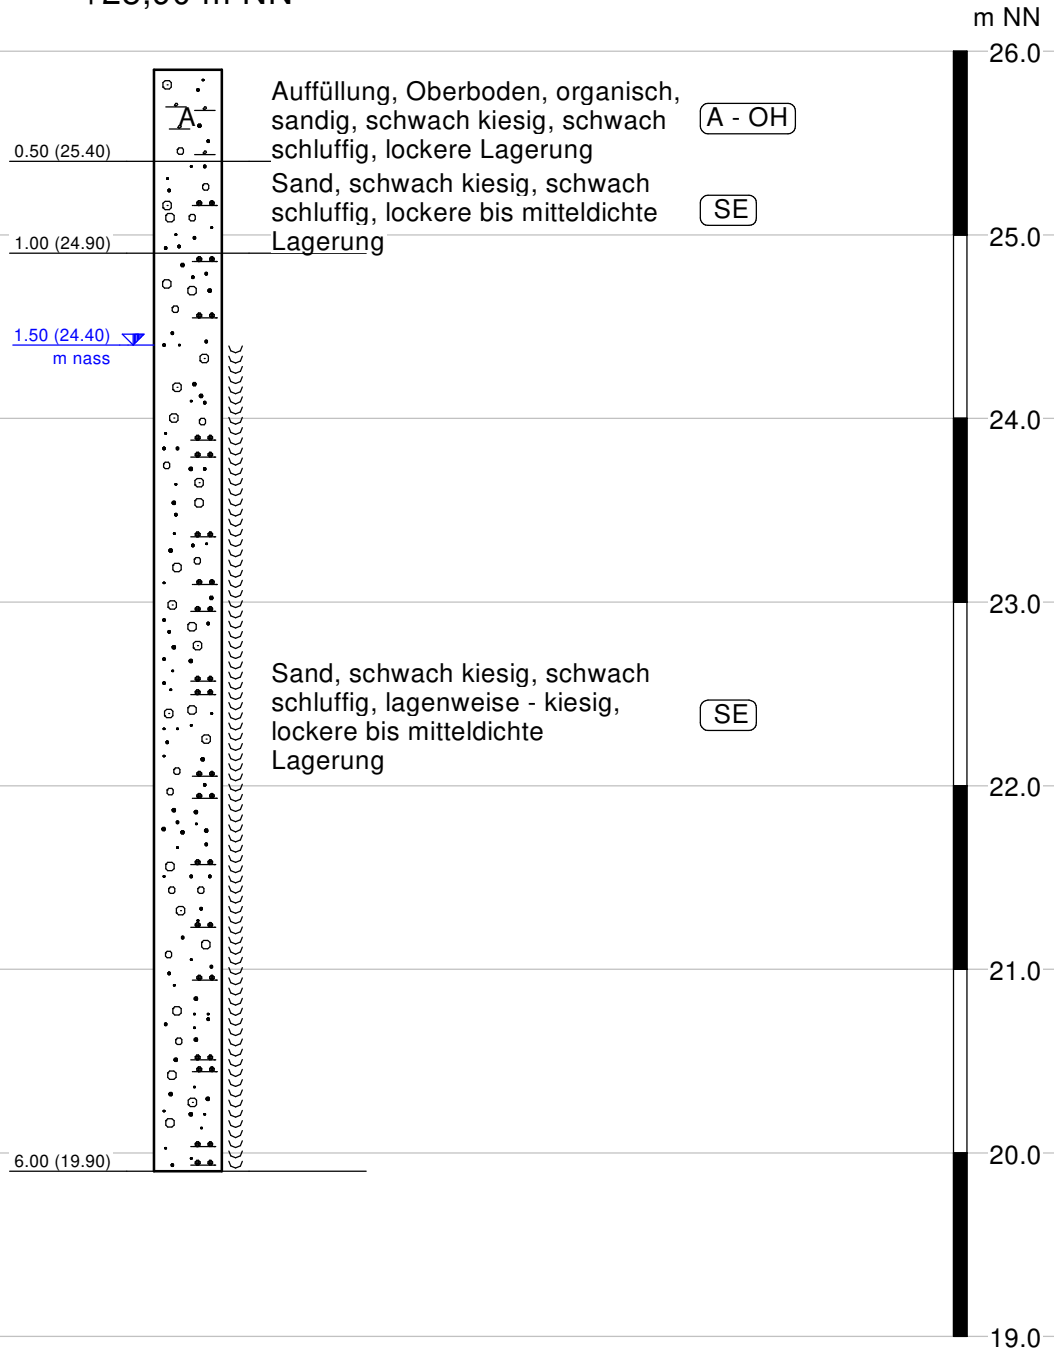 m NN
26.0
Auffüllung, Oberboden, organisch,
sandig, schwach kiesig, schwach
schluffig, lockere Lagerung
A - OH
A
0.50 (25.40)
Sand, schwach kiesig, schwach
schluffig, lockere bis mitteldichte
Lagerung
SE
25.0
1.00 (24.90)
1.50 (24.40)
m nass
24.0
23.0
Sand, schwach kiesig, schwach
schluffig, lagenweise - kiesig,
lockere bis mitteldichte
Lagerung
SE
22.0
21.0
6.00 (19.90)
20.0
19.0